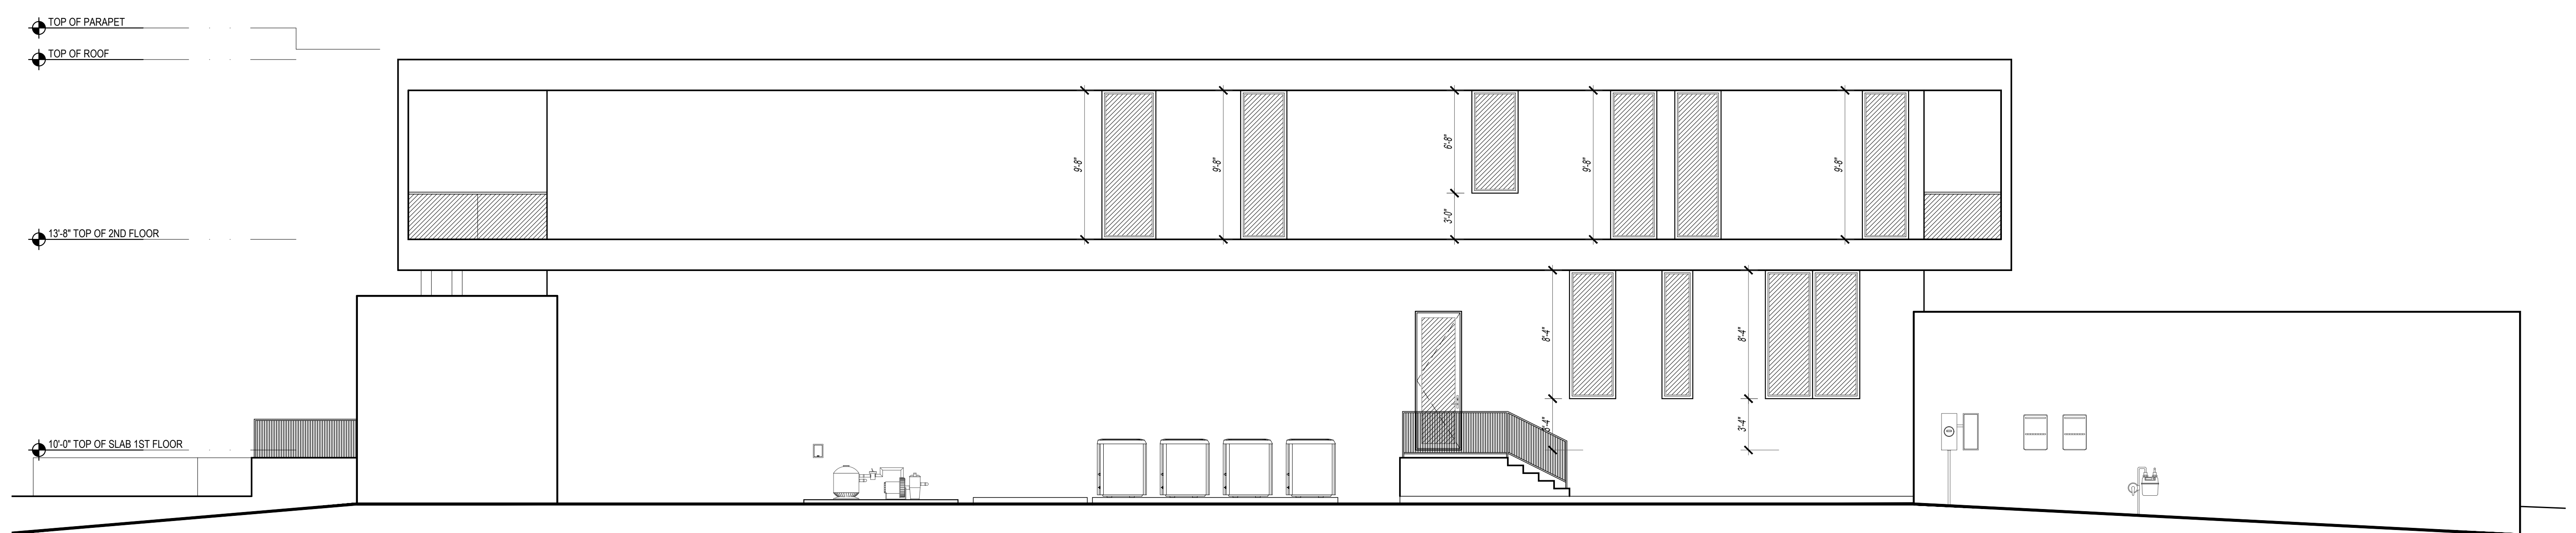 TOP OF PARAPET
TOP OF ROOF
9'-8"
9'-8"
6'-8"
3'-0"
9'-8"
9'-8"
13'-8" TOP OF 2ND FLOOR
8'-4"
8'-4"
3'-4"
3'-4"
10'-0" TOP OF SLAB 1ST FLOOR